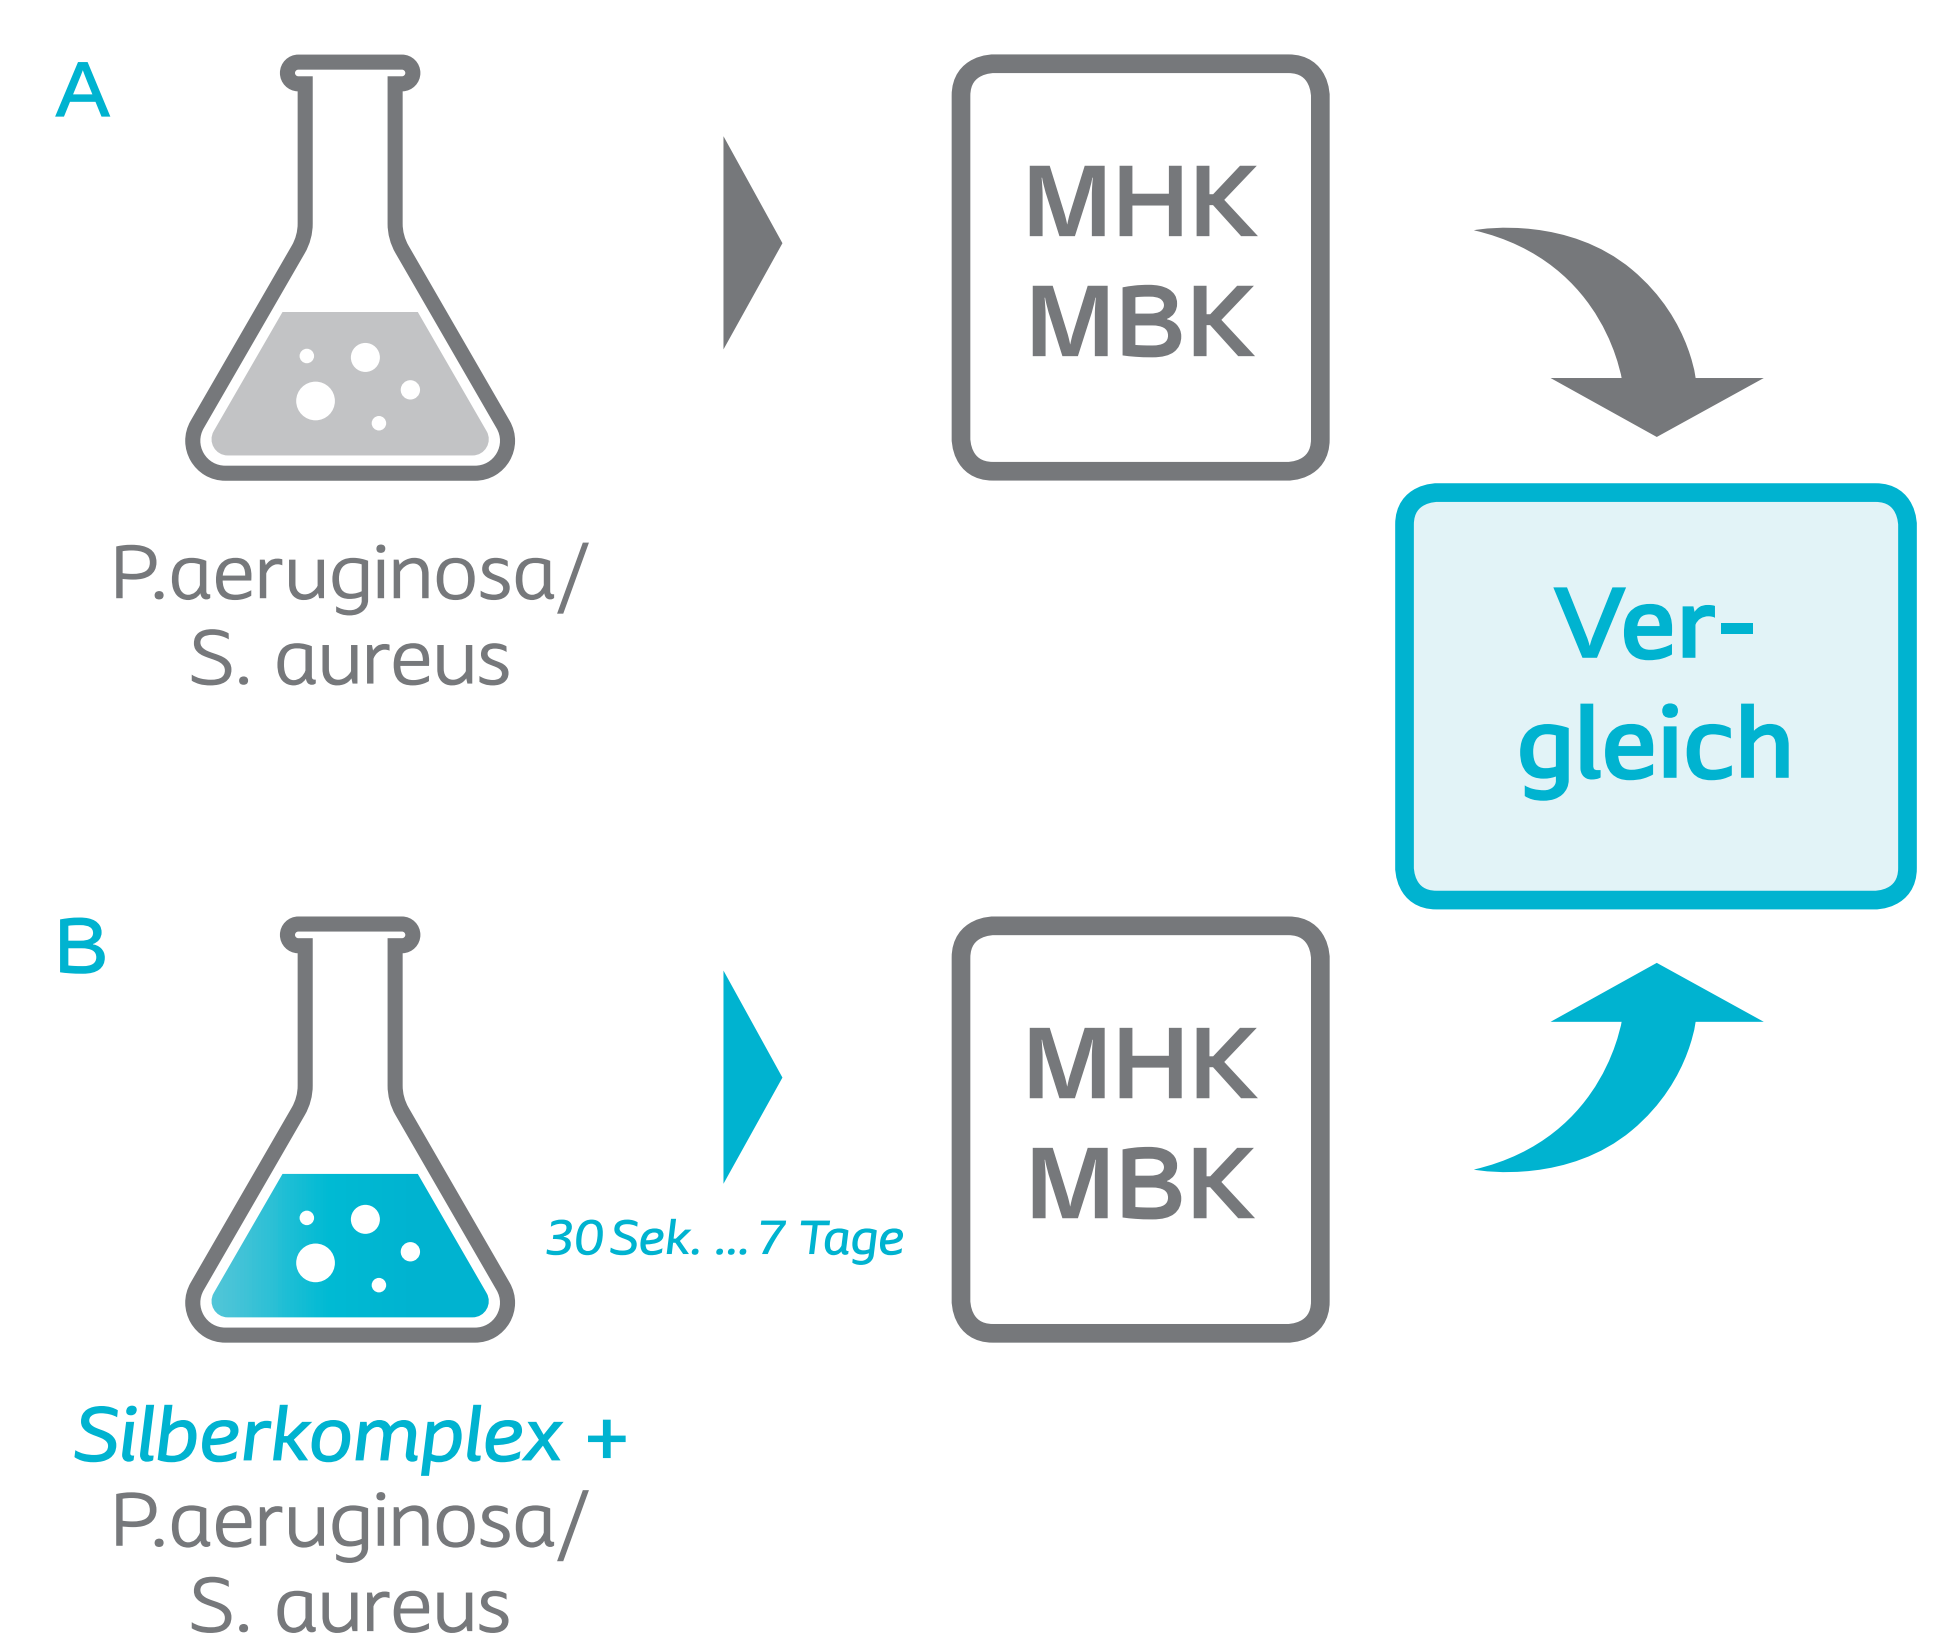 A
MHK
MBK
P.aeruginosa/
S. aureus
Ver-
gleich
B
MHK
MBK
30 Sek. ... 7 Tage
Silberkomplex +
P.aeruginosa/
S. aureus